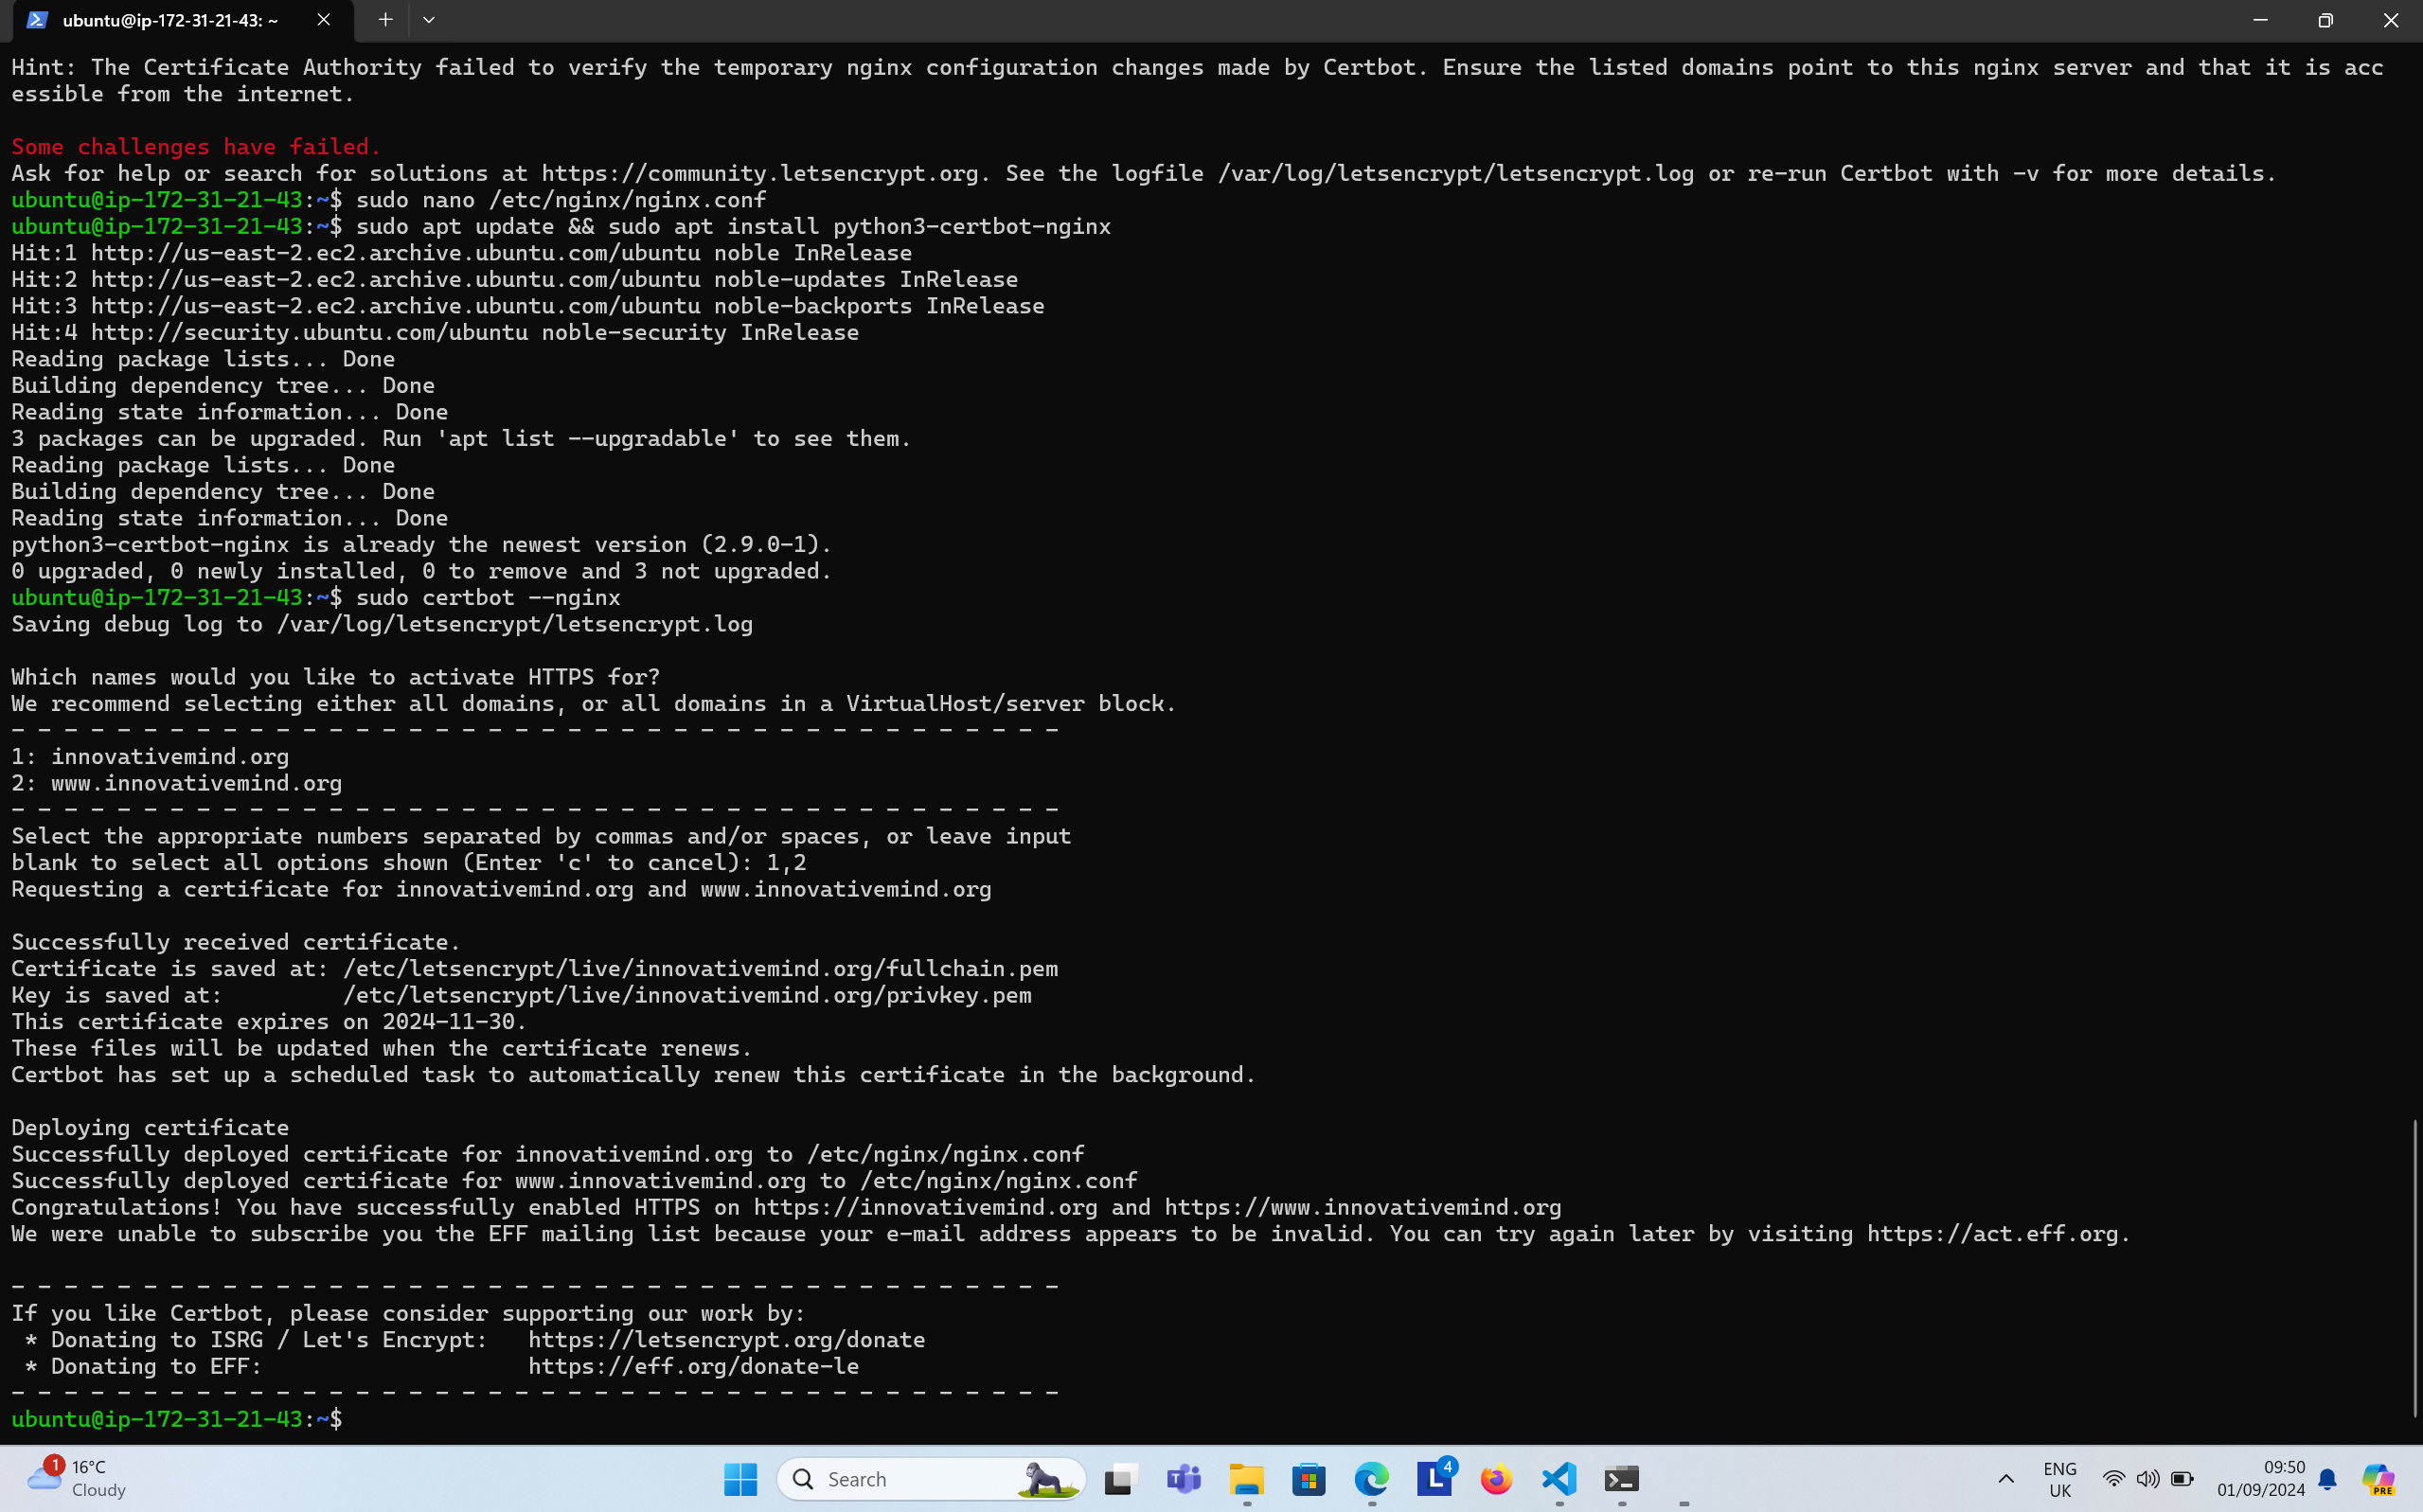 ubuntu@ip-172-31-21-43: ~
Hint: The Certificate Authority failed to verify the temporary nginx configuration changes made by Certbot. Ensure the listed domains point to this nginx server and that it is acc
essible from the internet.
Some challenges have failed.
Ask for help or search for solutions at https://community.letsencrypt.org. See the logfile /var/log/letsencrypt/letsencrypt.log or re-run Certbot with -v for more details.
ubuntu@ip-172-31-21-43:~$ sudo nano /etc/nginx/nginx.conf
ubuntu@ip-172-31-21-43:~$ sudo apt update && sudo apt install python3-certbot-nginx
Hit:1 http://us-east-2.ec2.archive.ubuntu.com/ubuntu noble InRelease
Hit:2 http://us-east-2.ec2.archive.ubuntu.com/ubuntu noble-updates InRelease
Hit:3 http://us-east-2.ec2.archive.ubuntu.com/ubuntu noble-backports InRelease
Hit:4 http://security.ubuntu.com/ubuntu noble-security InRelease
Reading package lists... Done
Building dependency tree... Done
Reading state information... Done
3 packages can be upgraded. Run 'apt list --upgradable' to see them.
Reading package lists... Done
Building dependency tree... Done
Reading state information... Done
python3-certbot-nginx is already the newest version (2.9.0-1).
0 upgraded, 0 newly installed, 0 to remove and 3 not upgraded.
ubuntu@ip-172-31-21-43:~$ sudo certbot --nginx
Saving debug log to /var/log/letsencrypt/letsencrypt.log
Which names would you like to activate HTTPS for?
We recommend selecting either all domains, or all domains in a VirtualHost/server block.
- - - - - - - - - - - - - - - - - - - - - - - - - - - - - - - - - - - - - - - -
1: innovativemind.org
2: www.innovativemind.org
- - - - - - - - - - - - - - - - - - - - - - - - - - - - - - - - - - - - - - - -
Select the appropriate numbers separated by commas and/or spaces, or leave input
blank to select all options shown (Enter 'c' to cancel): 1,2
Requesting a certificate for innovativemind.org and www.innovativemind.org
Successfully received certificate.
Certificate is saved at: /etc/letsencrypt/live/innovativemind.org/fullchain.pem
Key is saved at:         /etc/letsencrypt/live/innovativemind.org/privkey.pem
This certificate expires on 2024-11-30.
These files will be updated when the certificate renews.
Certbot has set up a scheduled task to automatically renew this certificate in the background.
Deploying certificate
Successfully deployed certificate for innovativemind.org to /etc/nginx/nginx.conf
Successfully deployed certificate for www.innovativemind.org to /etc/nginx/nginx.conf
Congratulations! You have successfully enabled HTTPS on https://innovativemind.org and https://www.innovativemind.org
We were unable to subscribe you the EFF mailing list because your e-mail address appears to be invalid. You can try again later by visiting https://act.eff.org.
- - - - - - - - - - - - - - - - - - - - - - - - - - - - - - - - - - - - - - - -
If you like Certbot, please consider supporting our work by:
 * Donating to ISRG / Let's Encrypt:   https://letsencrypt.org/donate
 * Donating to EFF:                    https://eff.org/donate-le
- - - - - - - - - - - - - - - - - - - - - - - - - - - - - - - - - - - - - - - -
ubuntu@ip-172-31-21-43:~$
1
16°C
Cloudy
Search
T
L
4
ENG
UK
09:50
01/09/2024
PRE